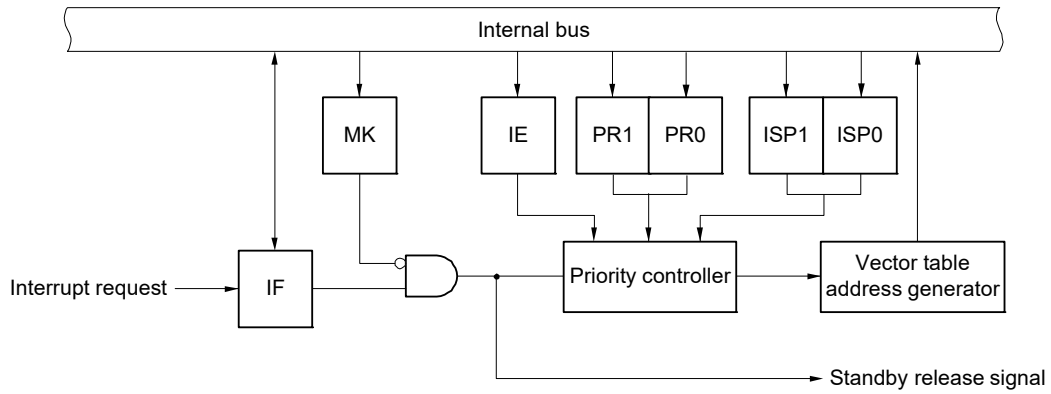 Internal bus
MK
IE
PR1
PR0
ISP1
ISP0
Interrupt request
IF
Priority controller
Vector table
address generator
Standby release signal